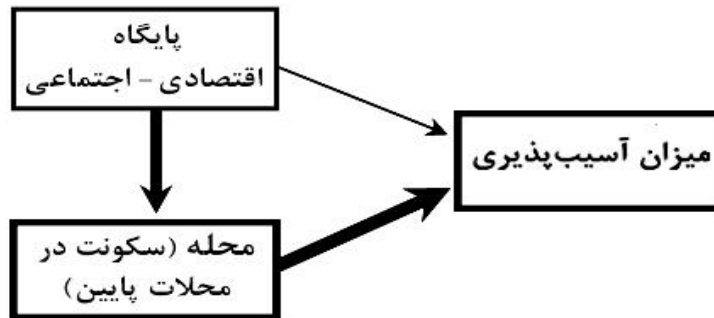 پایگاه
اقتصادی - اجتماعی
میزان آسیب‌پذیری
محله (سکونت در
محلات پایین)